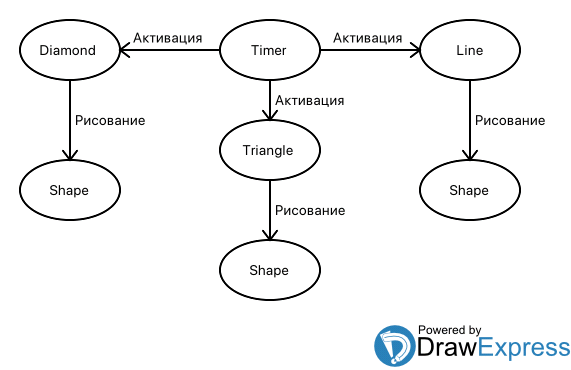 Diamond
Активация
Timer
Активация
Line
Активация
Рисование
Рисование
Triangle
Shape
Shape
Рисование
Shape
Powered by
DrawExpress